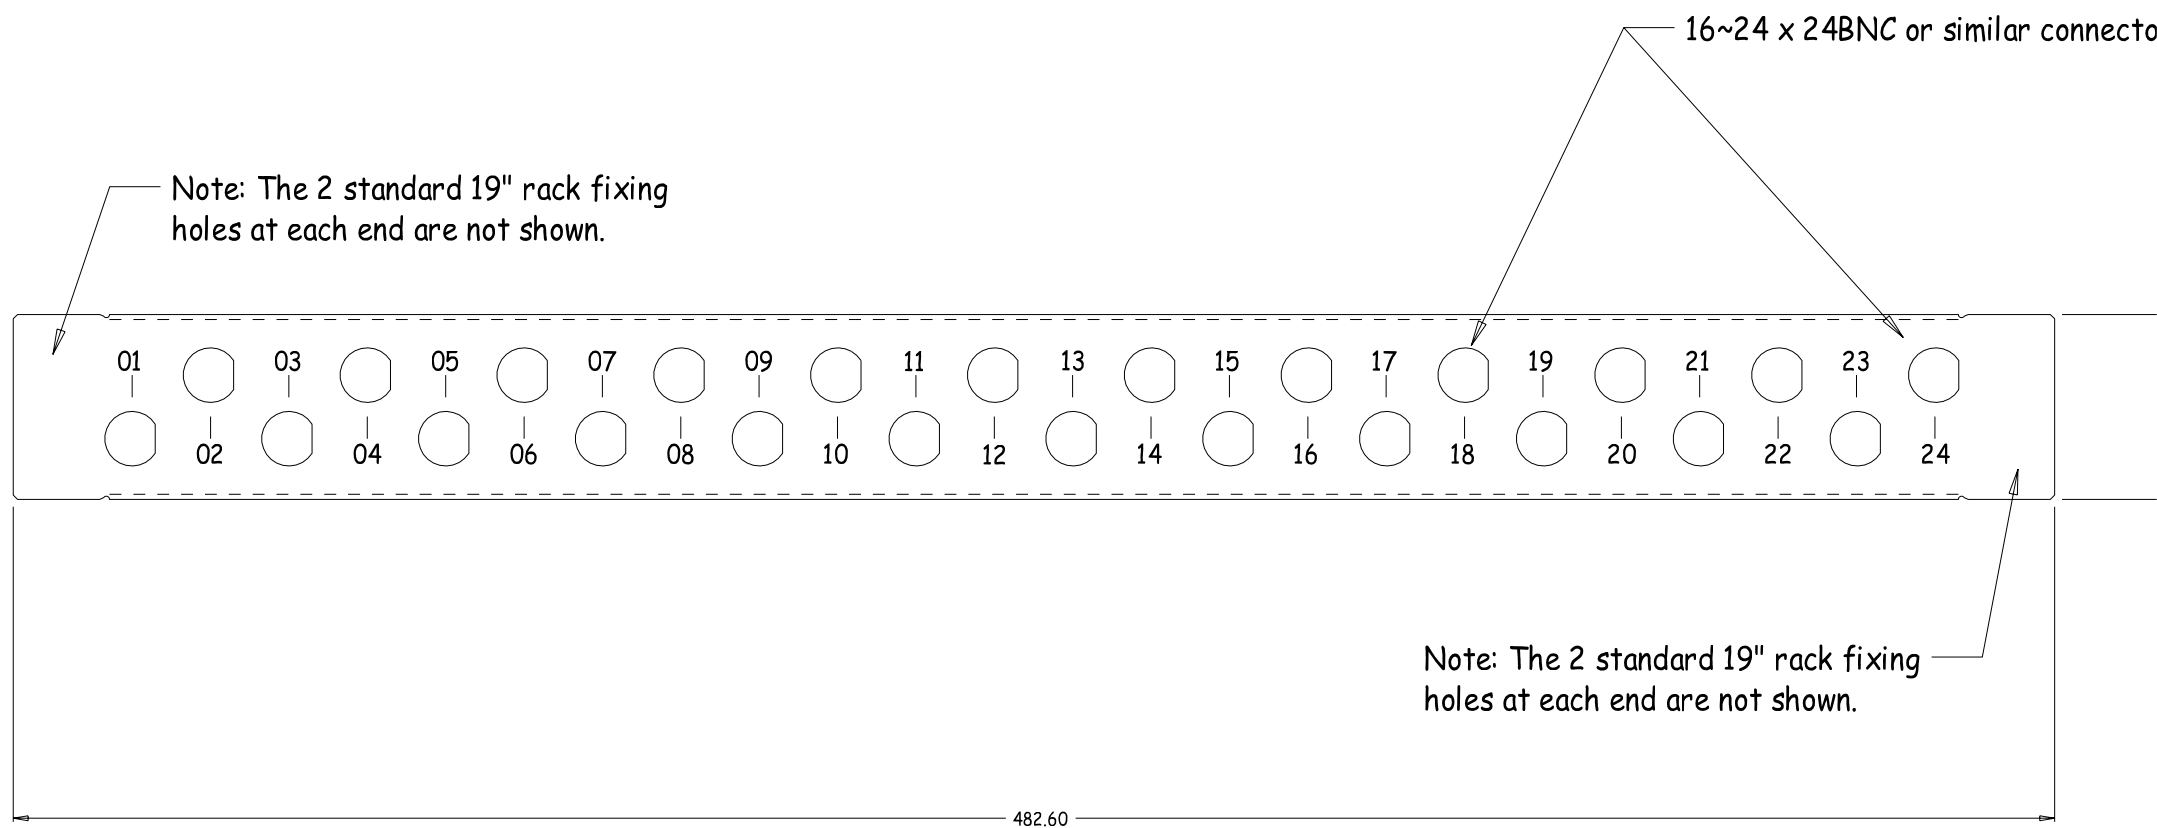 16~24 x 24BNC or similar connecto
Note: The 2 standard 19" rack fixing
holes at each end are not shown.
01 03 05 07 09 11 13 15 17 19 21 23
02 04 06 08 10 12 14 16 18 20 22 24
Note: The 2 standard 19" rack fixing
holes at each end are not shown.
482.60